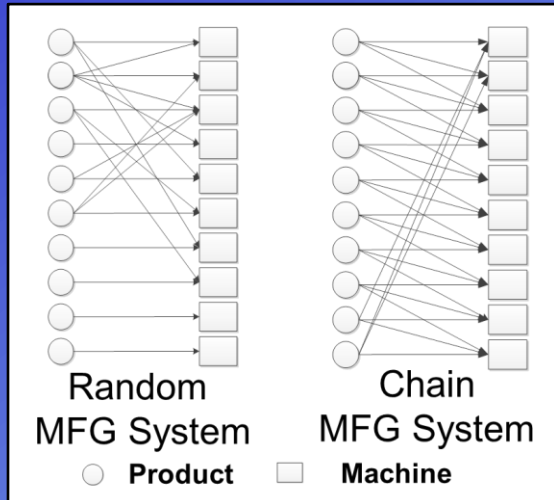 Random
MFG System
Chain
MFG System
Product
Machine